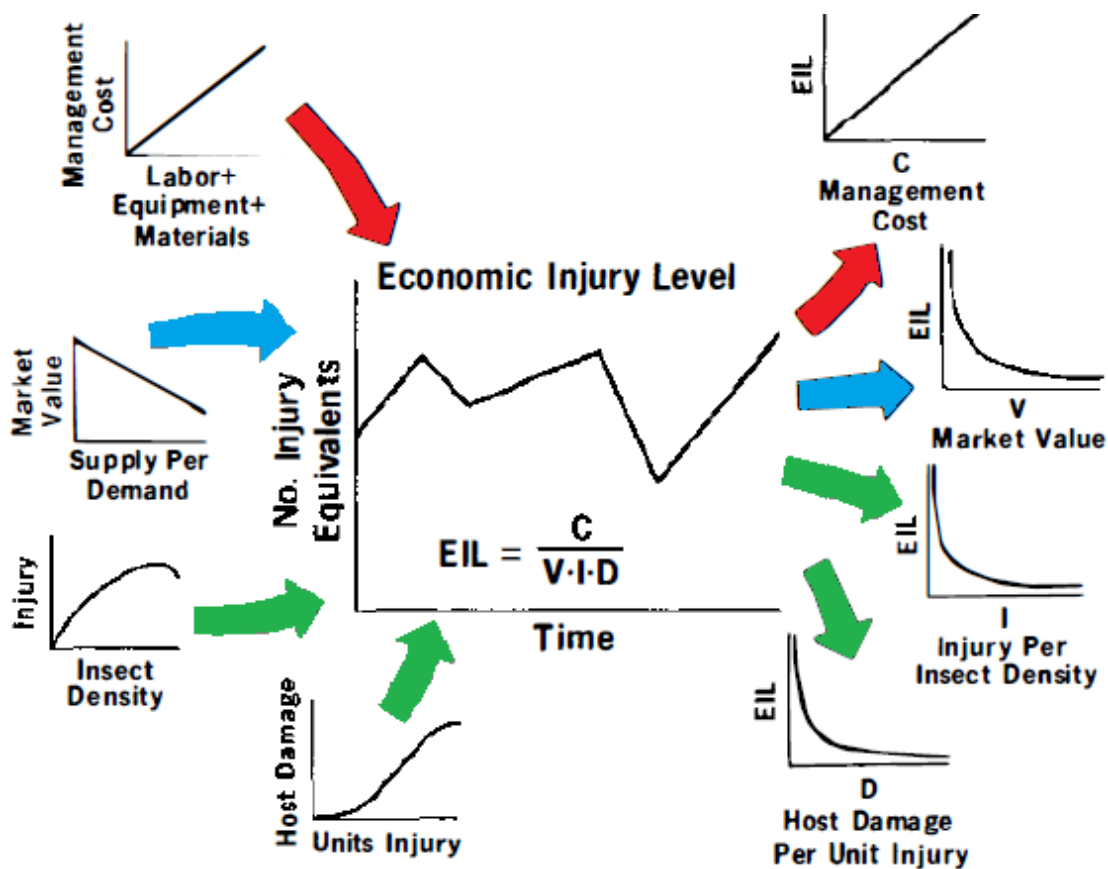 Management
Cost
Labor+
Equipment+
Materials
Market
Value
Supply Per
Demand
Injury
Insect
Density
Host Damage
Units Injury
Economic Injury Level
No. Injury
Equivalents
EIL = C
V·I·D
Time
EIL
C
Management
Cost
EIL
V
Market Value
EIL
I
Injury Per
Insect Density
EIL
D
Host Damage
Per Unit Injury